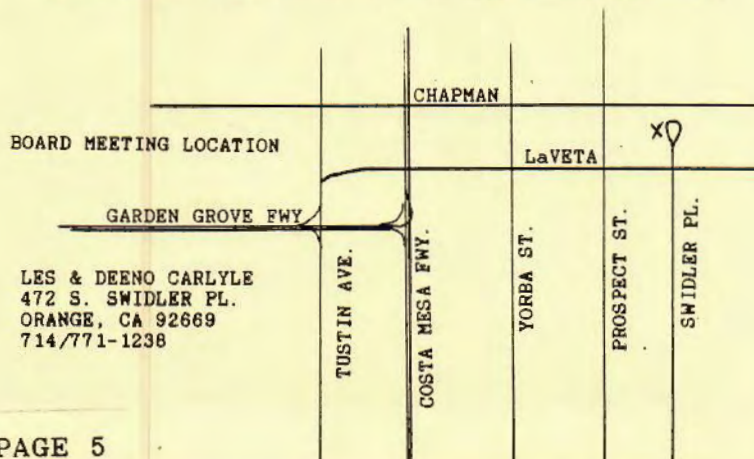 CHAPMAN
BOARD MEETING LOCATION
LaVETA
GARDEN GROVE FWY
LES & DEENO CARLYLE
472 S. SWIDLER PL.
ORANGE, CA 92669
714/771-1238
TUSTIN AVE.
COSTA MESA FWY.
YORBA ST.
PROSPECT ST.
SWIDLER PL.
X
PAGE 5